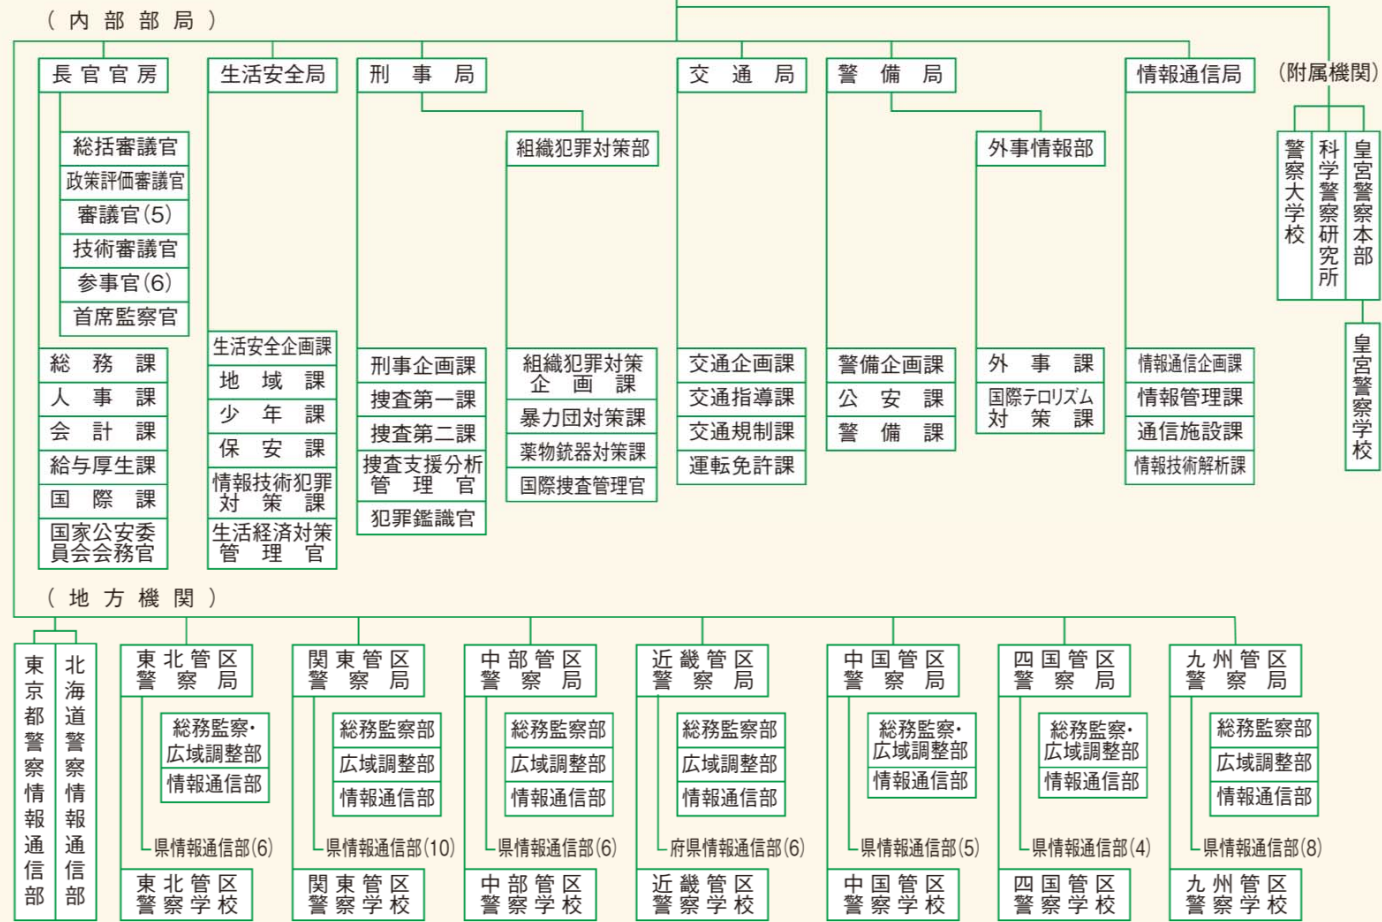 (内部部局)
長官官房
生活安全局
刑事局
交通局
警備局
情報通信局
(附属機関)
総括審議官
政策評価審議官
審議官(5)
技術審議官
参事官(6)
首席監察官
組織犯罪対策部
外事情報部
警察大学校
科学警察研究所
皇宮警察本部
皇宮警察学校
総務課
人事課
会計課
給与厚生課
国際課
国家公安委
員会会務官
生活安全企画課
地域課
少年課
保安課
情報技術犯罪
対策課
生活経済対策
管理官
刑事企画課
捜査第一課
捜査第二課
捜査支援分析
管理官
犯罪鑑識官
組織犯罪対策
企画課
暴力団対策課
薬物銃器対策課
国際捜査管理官
交通企画課
交通指導課
交通規制課
運転免許課
警備企画課
公安課
警備課
外事課
国際テロリズム
対策課
情報通信企画課
情報管理課
通信施設課
情報技術解析課
(地方機関)
東京都警察情報通信部
北海道警察情報通信部
東北管区
警察局
総務監察・
広域調整部
情報通信部
県情報通信部(6)
東北管区
警察学校
関東管区
警察局
総務監察部
広域調整部
情報通信部
県情報通信部(10)
関東管区
警察学校
中部管区
警察局
総務監察部
広域調整部
情報通信部
県情報通信部(6)
中部管区
警察学校
近畿管区
警察局
総務監察部
広域調整部
情報通信部
府県情報通信部(6)
近畿管区
警察学校
中国管区
警察局
総務監察・
広域調整部
情報通信部
県情報通信部(5)
中国管区
警察学校
四国管区
警察局
総務監察・
広域調整部
情報通信部
県情報通信部(4)
四国管区
警察学校
九州管区
警察局
総務監察部
広域調整部
情報通信部
県情報通信部(8)
九州管区
警察学校